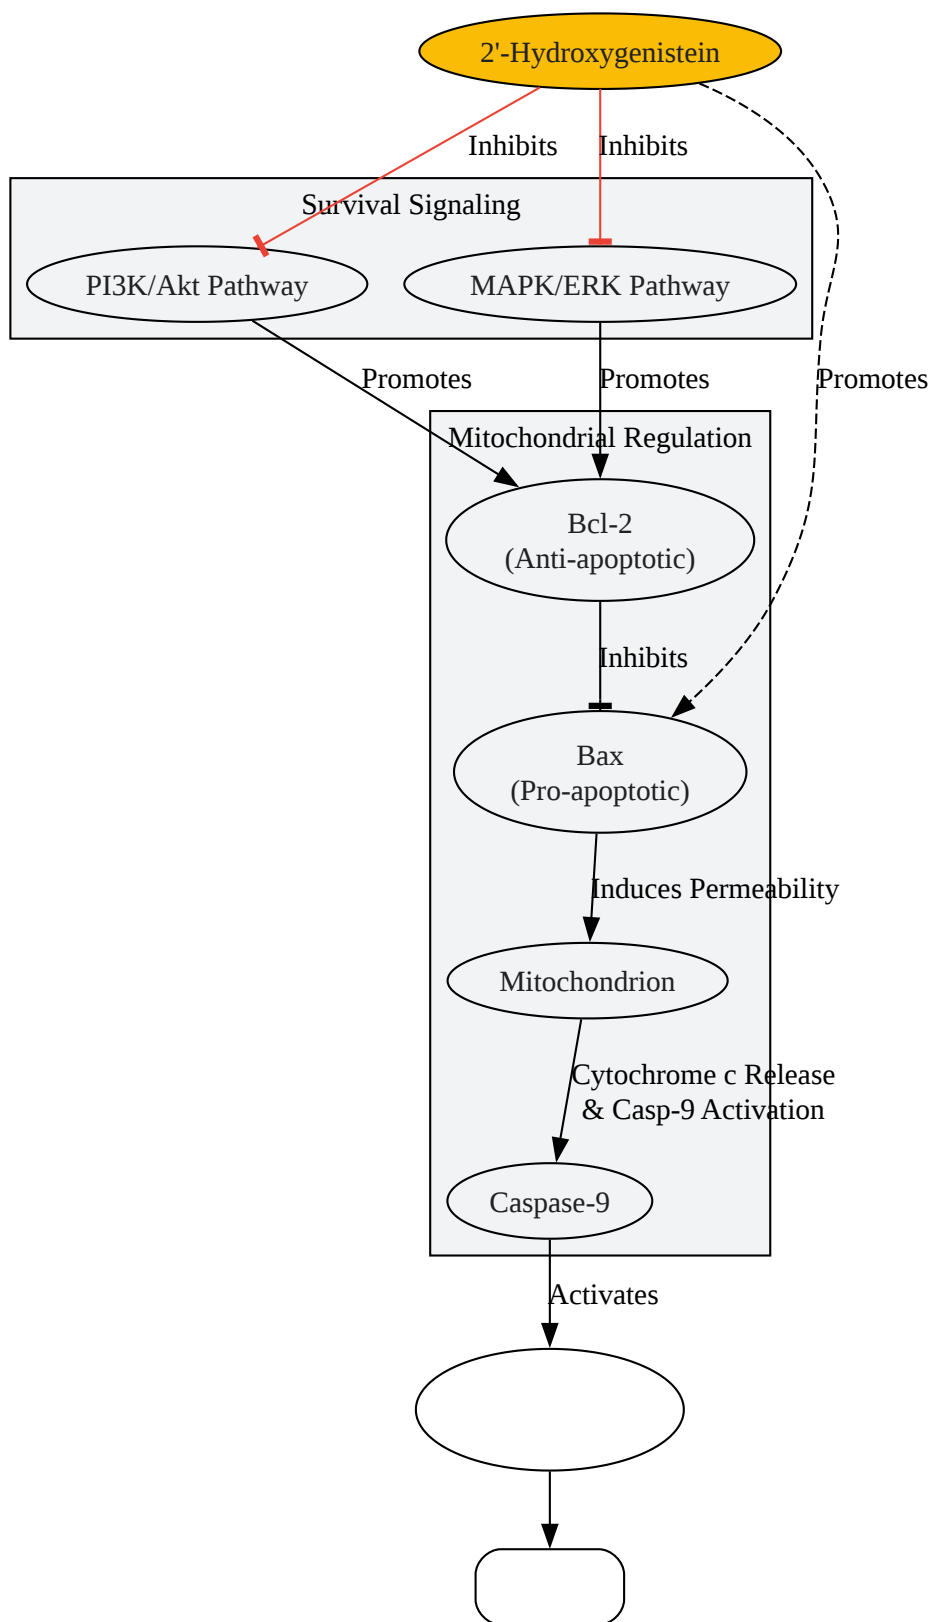 2'-Hydroxygenistein
Inhibits
Inhibits
Survival Signaling
PI3K/Akt Pathway
MAPK/ERK Pathway
Promotes
Promotes
Promotes
Mitochondrial Regulation
Bcl-2
(Anti-apoptotic)
Inhibits
Bax
(Pro-apoptotic)
Induces Permeability
Mitochondrion
Cytochrome c Release
& Casp-9 Activation
Caspase-9
Activates